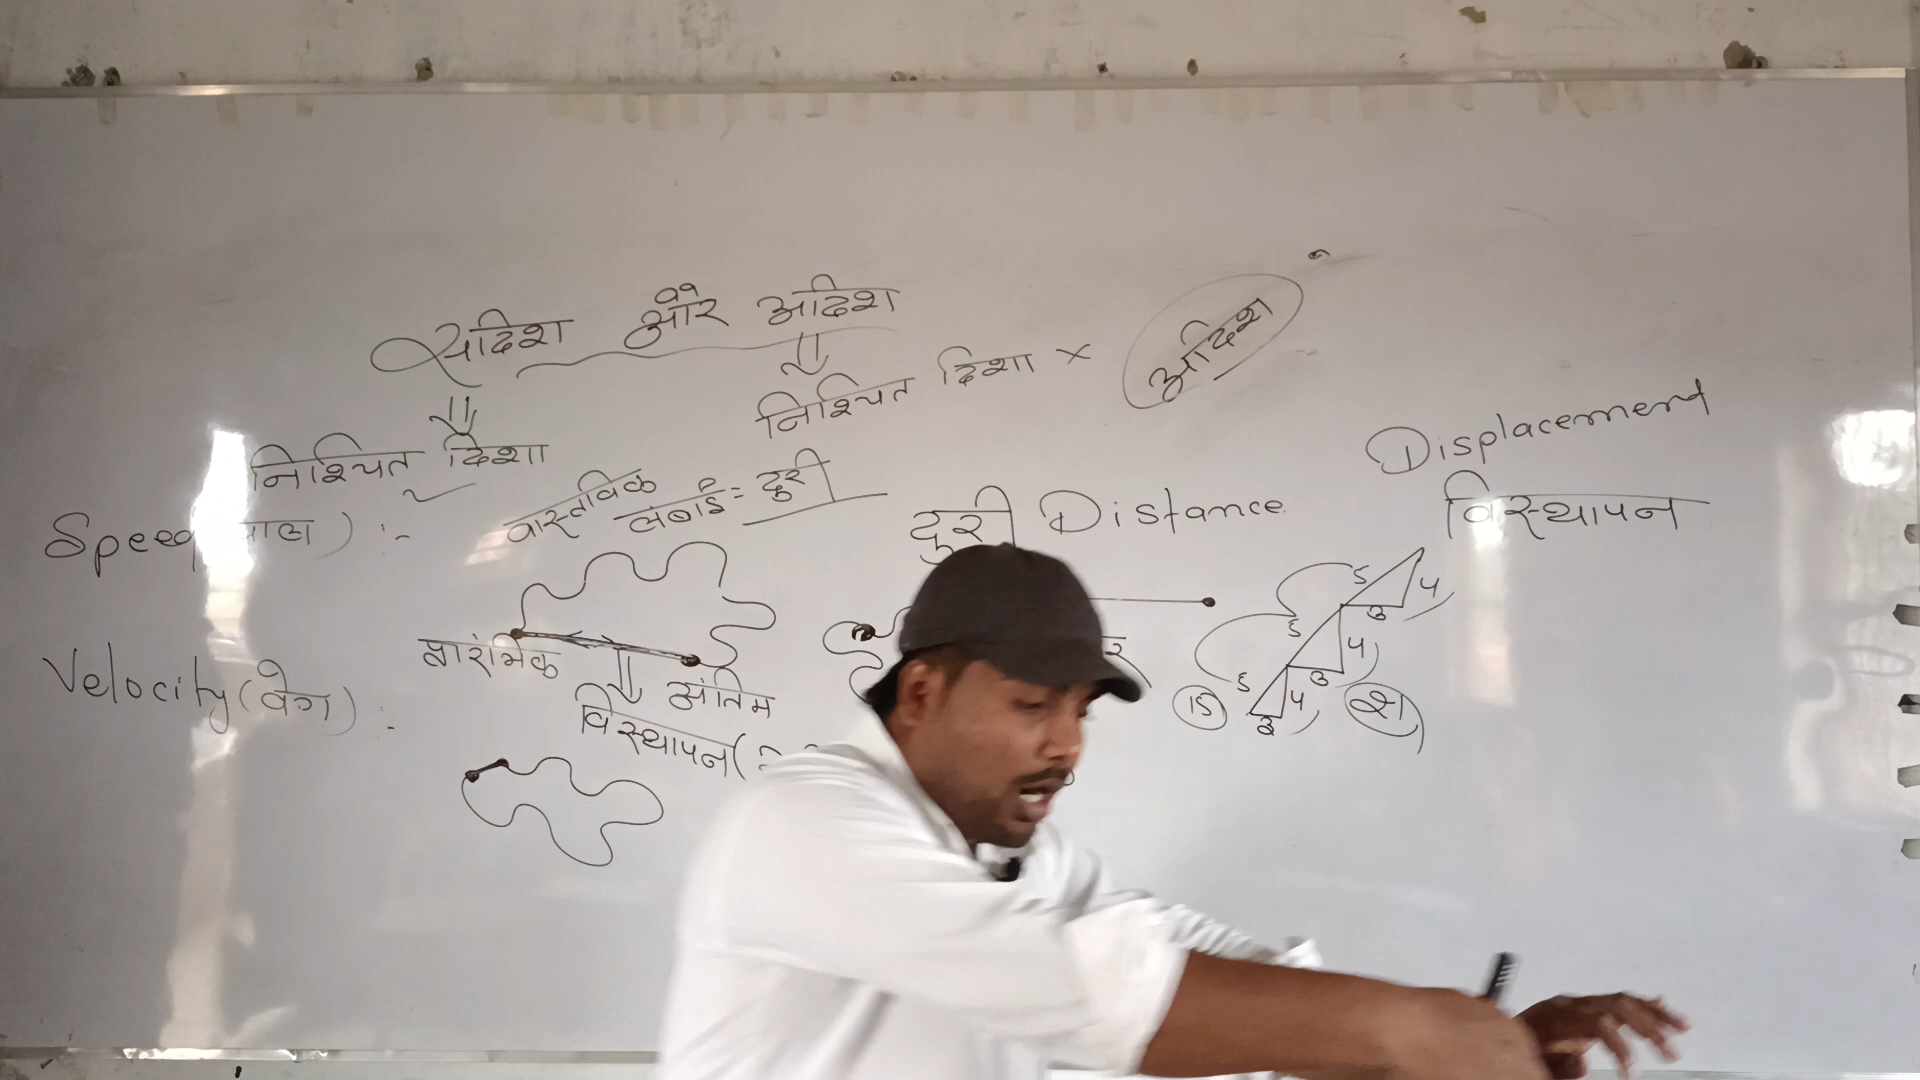 सदिश और अदिश
निश्चित दिशा
निश्चित दिशा ×
अदिश
Speed
वास्तविक
लंबाई = दुरी
दुरी Distance
Displacement
विस्थापन
Velocity (वेग) :-
प्रारंभिक
अंतिम
विस्थापन (
5 4 3
5 4 3
5 4 3
15
21